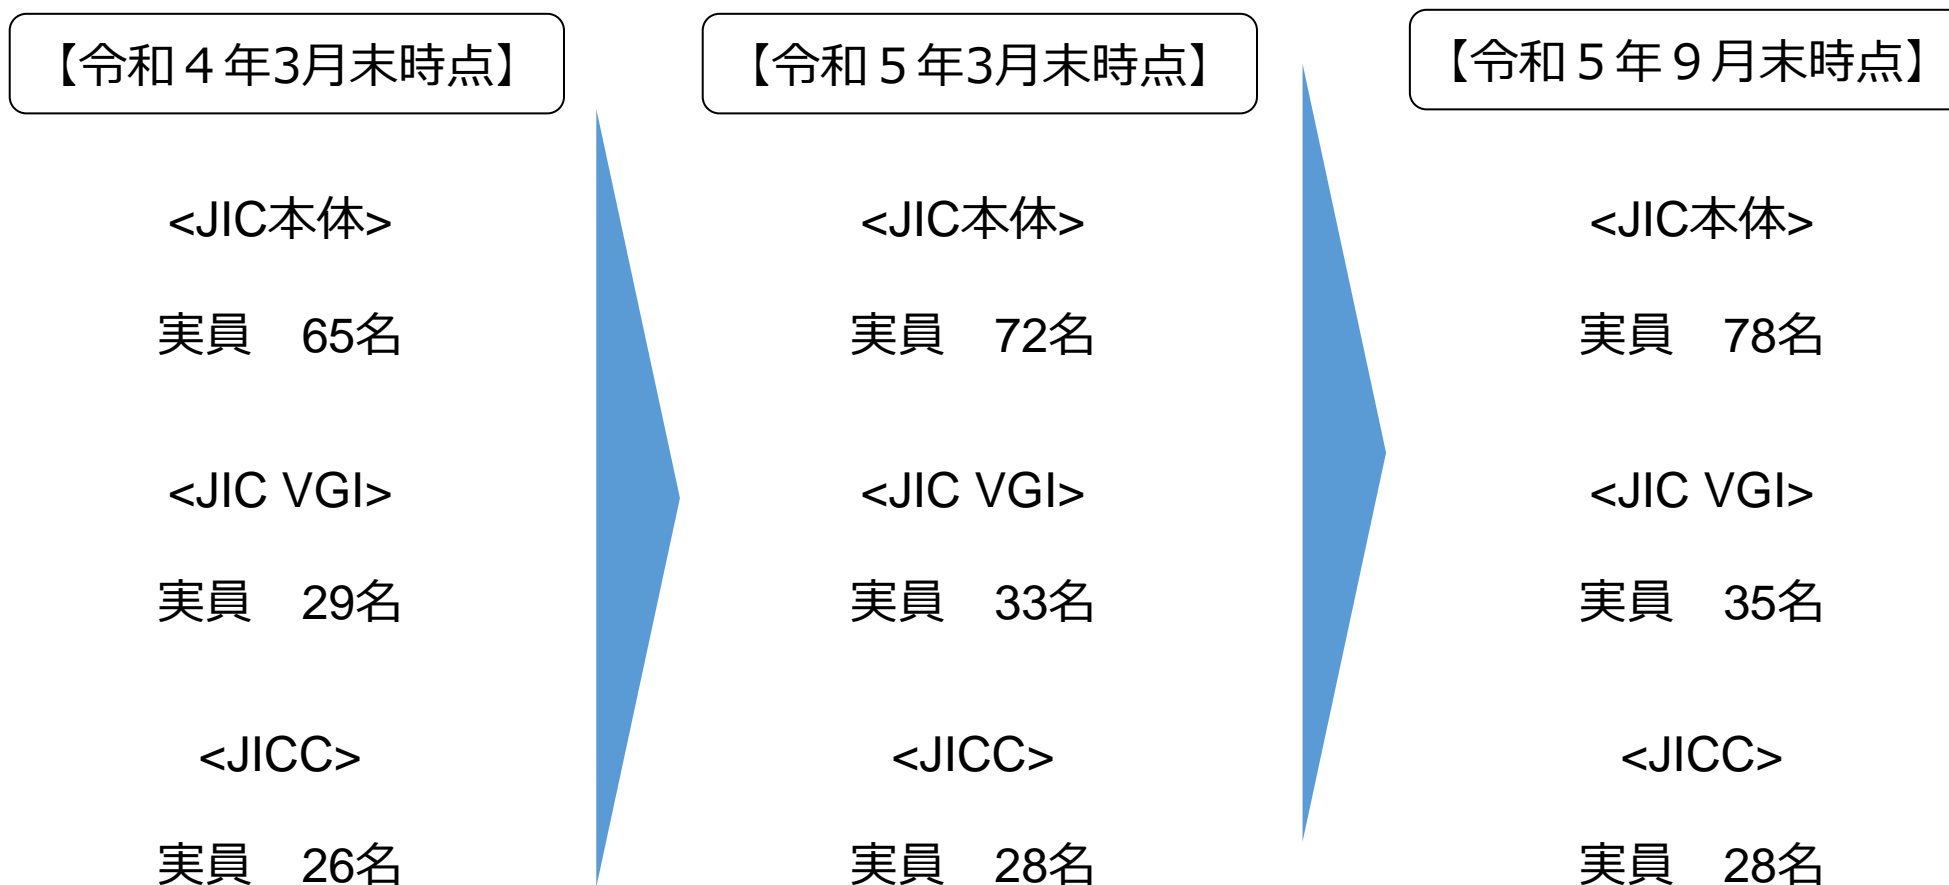 【令和４年3月末時点】
<JIC本体>
実員　65名
<JIC VGI>
実員　29名
<JICC>
実員　26名
【令和５年3月末時点】
<JIC本体>
実員　72名
<JIC VGI>
実員　33名
<JICC>
実員　28名
【令和５年９月末時点】
<JIC本体>
実員　78名
<JIC VGI>
実員　35名
<JICC>
実員　28名